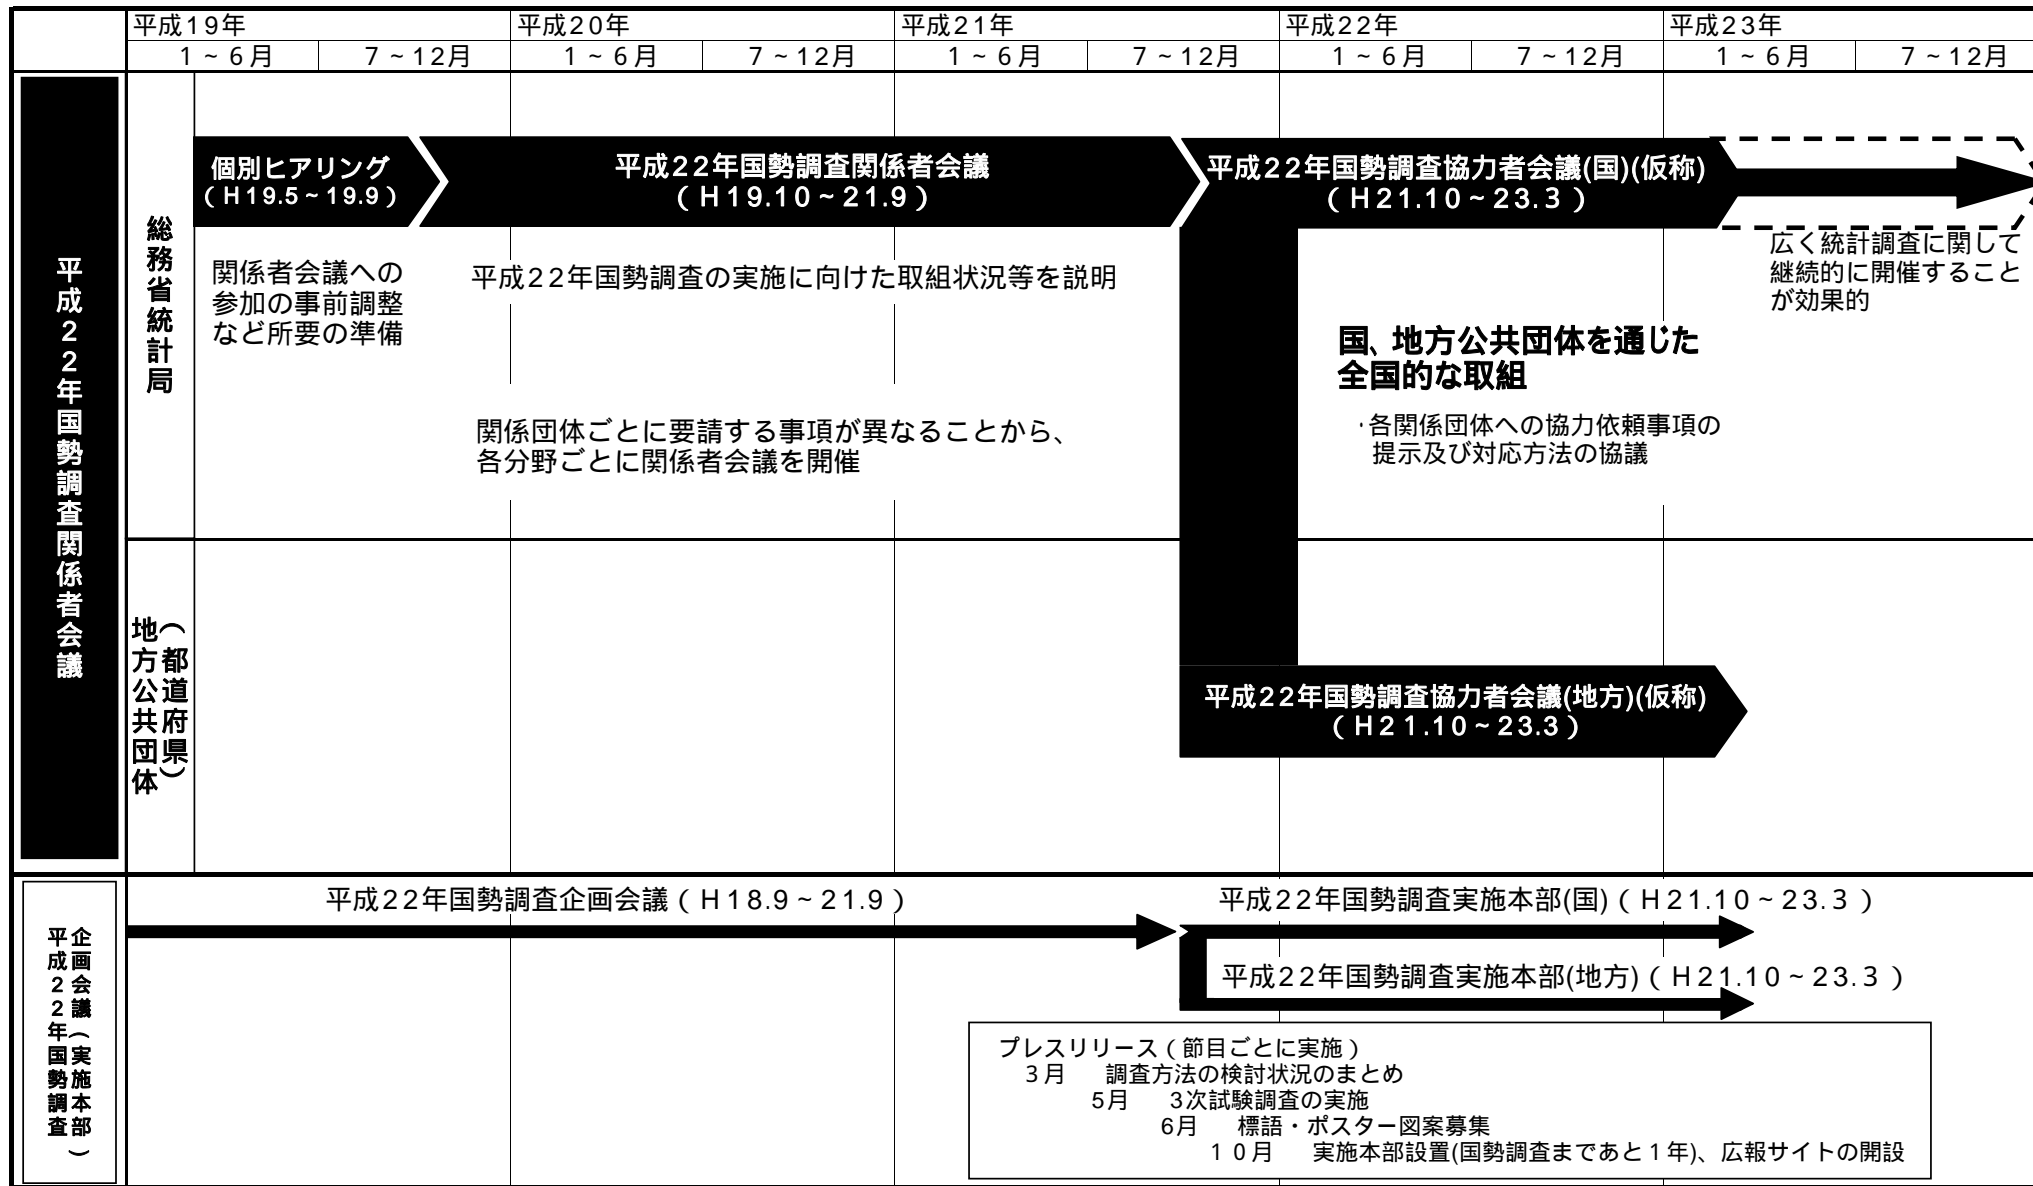 平成19年
平成20年
平成21年
平成22年
平成23年
1~6月
7~12月
1~6月
7~12月
1~6月
7~12月
1~6月
7~12月
1~6月
7~12月
平成22年国勢調査関係者会議
総務省統計局
個別ヒアリング
(H19.5~19.9)
平成22年国勢調査関係者会議
(H19.10~21.9)
平成22年国勢調査協力者会議(国)(仮称)
(H21.10~23.3)
関係者会議への
参加の事前調整
など所要の準備
平成22年国勢調査の実施に向けた取組状況等を説明
関係団体ごとに要請する事項が異なることから、
各分野ごとに関係者会議を開催
国、地方公共団体を通じた
全国的な取組
・各関係団体への協力依頼事項の
提示及び対応方法の協議
広く統計調査に関して
継続的に開催すること
が効果的
地方公共団体
(都道府県)
平成22年国勢調査協力者会議(地方)(仮称)
(H21.10~23.3)
平成22年国勢調査
企画会議(実施本部)
平成22年国勢調査企画会議(H18.9~21.9)
平成22年国勢調査実施本部(国)(H21.10~23.3)
平成22年国勢調査実施本部(地方)(H21.10~23.3)
プレスリリース(節目ごとに実施)
3月 調査方法の検討状況のまとめ
5月 3次試験調査の実施
6月 標語・ポスター図案募集
10月 実施本部設置(国勢調査まであと1年)、広報サイトの開設